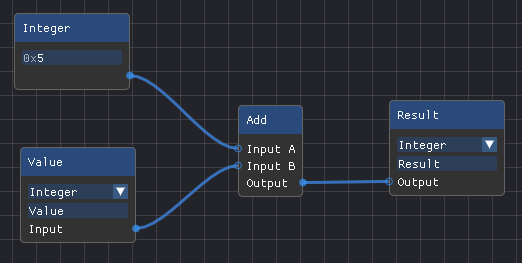 Integer
0x5
Value
Integer
Value
Input
Add
Input A
Input B
Output
Result
Integer
Result
Output